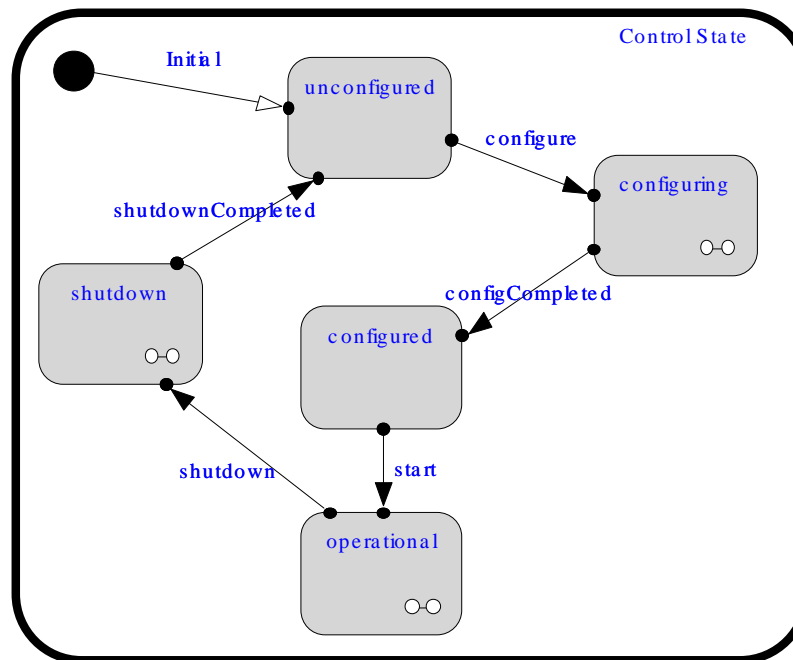 Control State
Initial
unconfigured
configure
configuring
shutdownCompleted
shutdown
configCompleted
configured
shutdown
start
operational